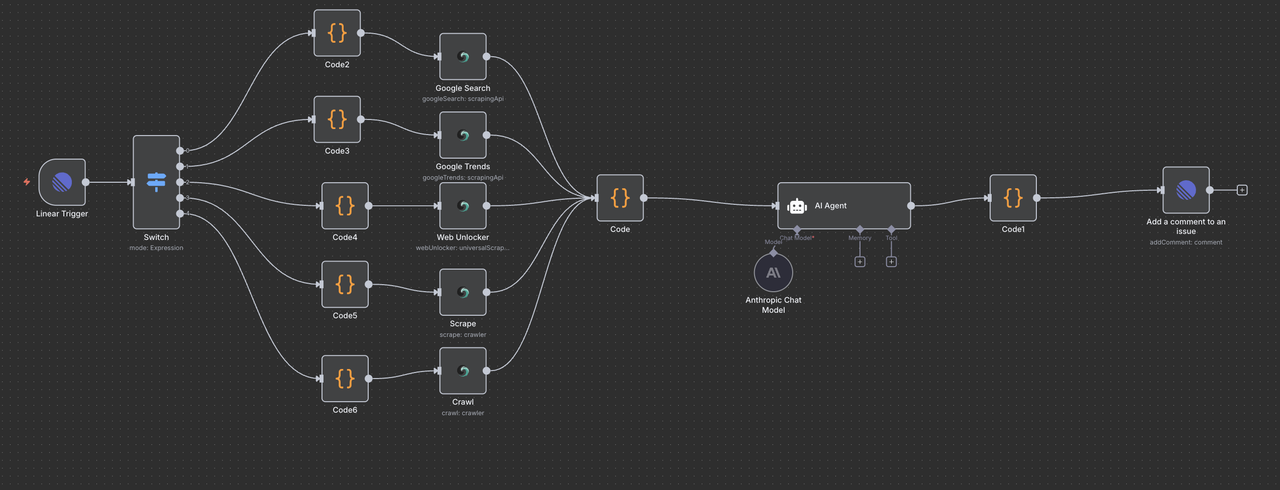 Code2
Google Search
googleSearch: scrapingApi
Code3
Google Trends
googleTrends: scrapingApi
Linear Trigger
0
1
2
3
4
Switch
mode: Expression
Code4
Web Unlocker
webUnlocker: universalScrap...
Code
AI Agent
Chat Model*
Memory
Tool
Model
Anthropic Chat
Model
Code1
Add a comment to an
issue
addComment: comment
Code5
Scrape
scrape: crawler
Code6
Crawl
crawl: crawler